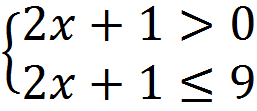 2x + 1 > 0
2x + 1 ≤ 9